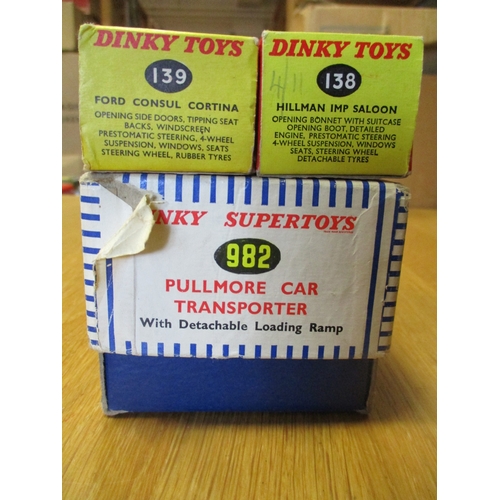 DINKY TOYS
139
FORD CONSUL CORTINA
OPENING SIDE DOORS, TIPPING SEAT
BACKS, WINDSCREEN
PRESTOMATIC STEERING, 4-WHEEL
SUSPENSION, WINDOWS, SEATS
STEERING WHEEL, RUBBER TYRES
DINKY TOYS
4/11
138
HILLMAN IMP SALOON
OPENING BONNET WITH SUITCASE
OPENING BOOT, DETAILED
ENGINE, PRESTOMATIC STEERING
4-WHEEL SUSPENSION, WINDOWS
SEATS, STEERING WHEEL
DETACHABLE TYRES
INKY SUPERTOYS
982
PULLMORE CAR
TRANSPORTER
With Detachable Loading Ramp